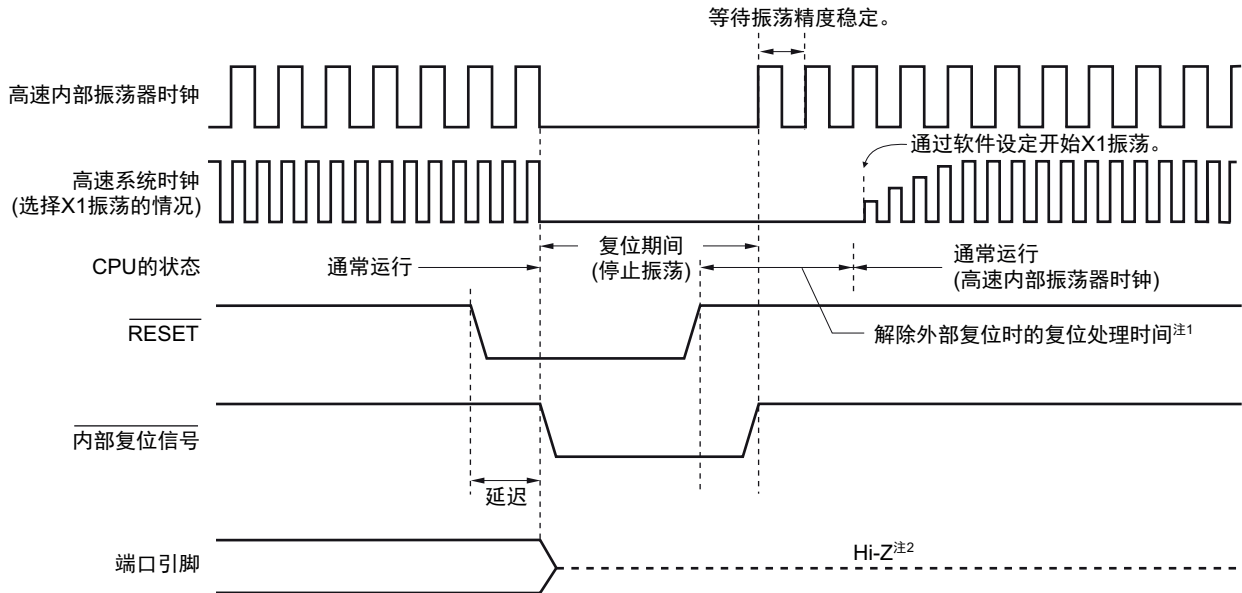 等待振荡精度稳定。
高速内部振荡器时钟
通过软件设定开始X1振荡。
高速系统时钟
(选择X1振荡的情况)
CPU的状态
通常运行
复位期间
(停止振荡)
通常运行
(高速内部振荡器时钟)
RESET
解除外部复位时的复位处理时间注1
内部复位信号
延迟
端口引脚
Hi-Z注2